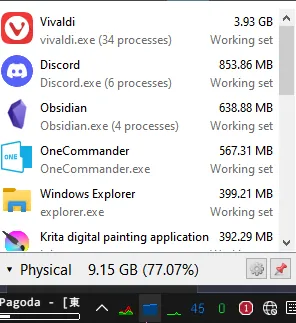 Vivaldi 3.93 GB
vivaldi.exe (34 processes) Working set
Discord 853.86 MB
Discord.exe (6 processes) Working set
Obsidian 638.88 MB
Obsidian.exe (4 processes) Working set
ONE
OneCommander 567.31 MB
OneCommander.exe Working set
Windows Explorer 399.21 MB
explorer.exe Working set
Krita digital painting application 392.29 MB
Physical 9.15 GB (77.07%)
Pagoda - [東
45 0 1